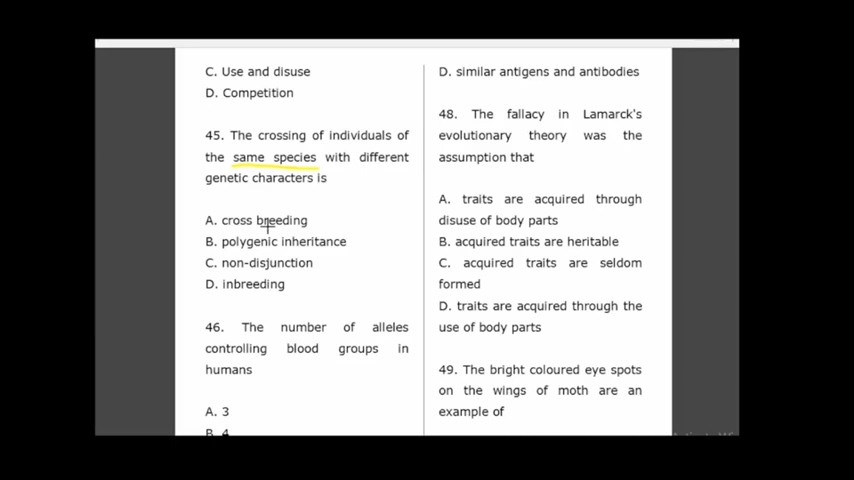 C. Use and disuse
D. Competition
45. The crossing of individuals of
the same species with different
genetic characters is
A. cross breeding
B. polygenic inheritance
C. non-disjunction
D. inbreeding
46. The number of alleles
controlling blood groups in
humans
A. 3
B. 4
D. similar antigens and antibodies
48. The fallacy in Lamarck's
evolutionary theory was the
assumption that
A. traits are acquired through
disuse of body parts
B. acquired traits are heritable
C. acquired traits are seldom
formed
D. traits are acquired through the
use of body parts
49. The bright coloured eye spots
on the wings of moth are an
example of